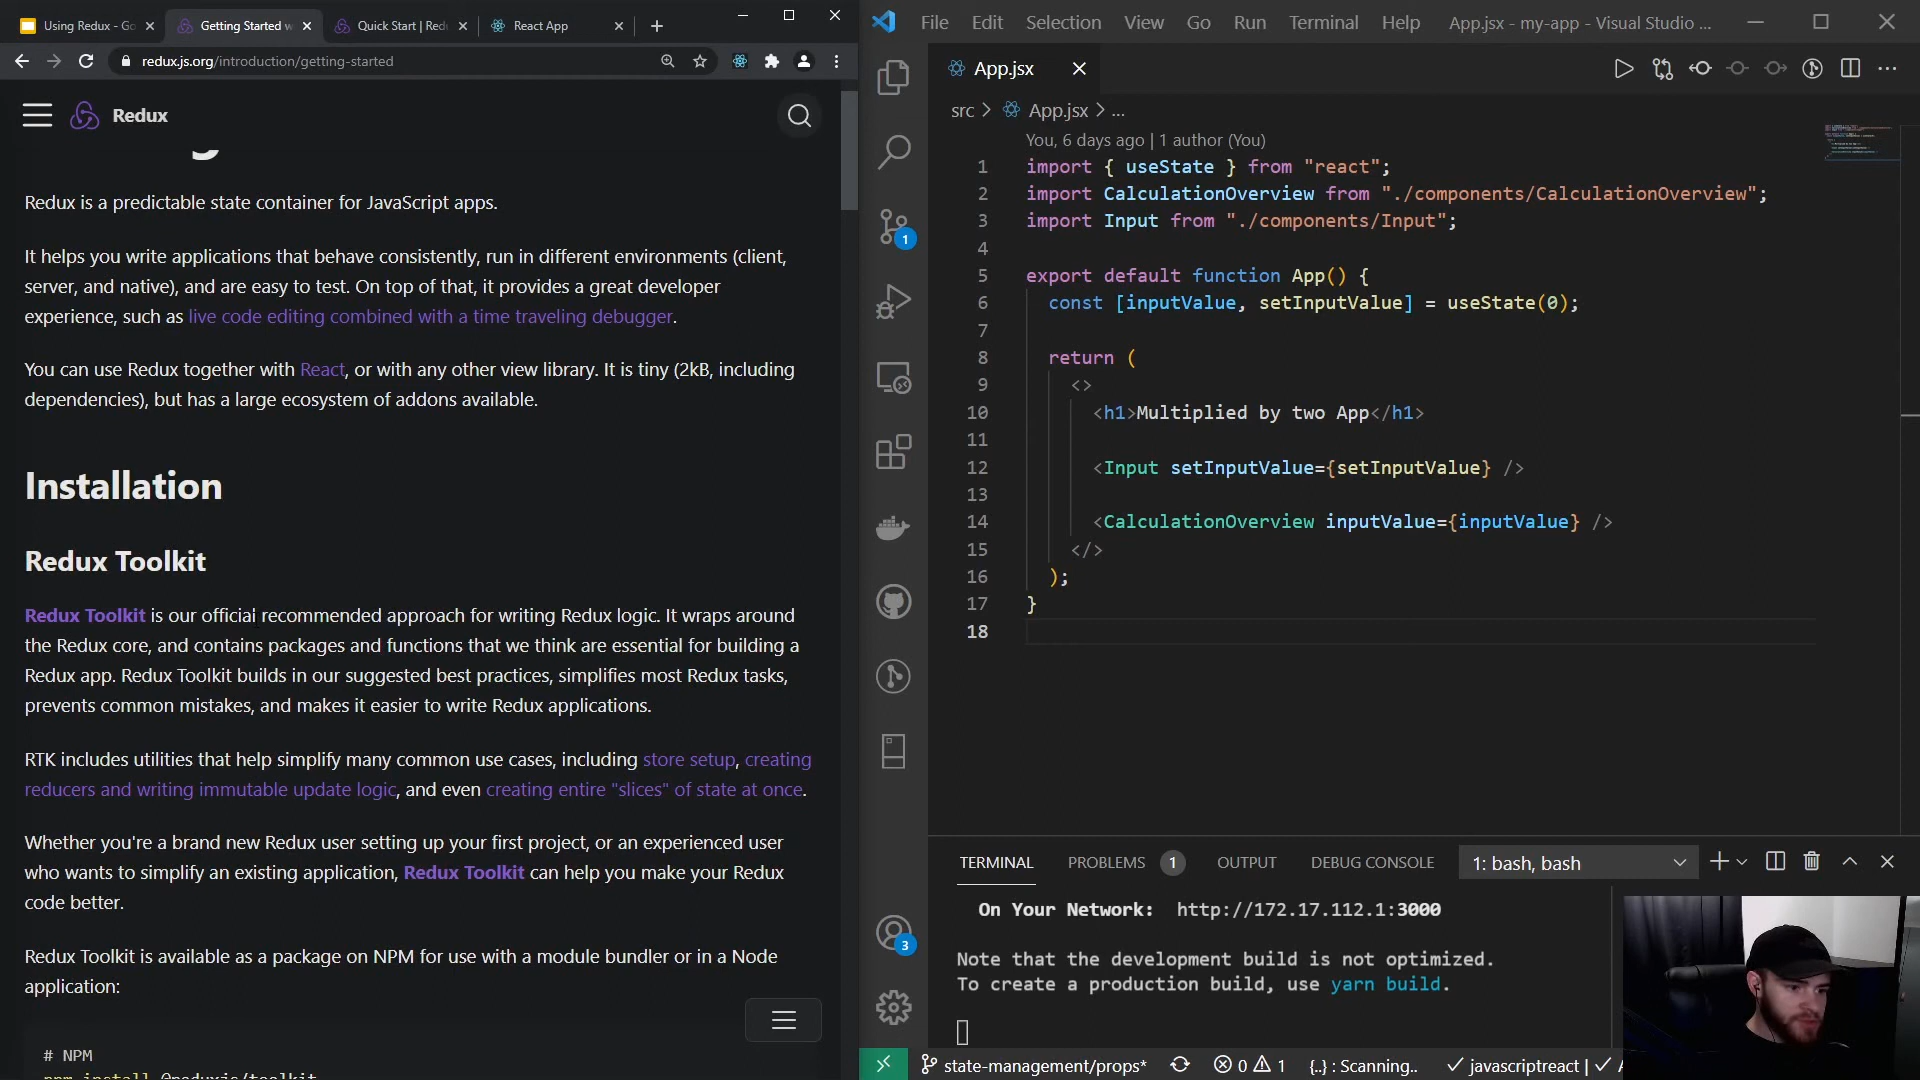 Using Redux - Go
Getting Started w
Quick Start | Red
React App
redux.js.org/introduction/getting-started
Redux
Redux is a predictable state container for JavaScript apps.
It helps you write applications that behave consistently, run in different environments (client,
server, and native), and are easy to test. On top of that, it provides a great developer
experience, such as live code editing combined with a time traveling debugger.
You can use Redux together with React, or with any other view library. It is tiny (2kB, including
dependencies), but has a large ecosystem of addons available.
Installation
Redux Toolkit
Redux Toolkit is our official recommended approach for writing Redux logic. It wraps around
the Redux core, and contains packages and functions that we think are essential for building a
Redux app. Redux Toolkit builds in our suggested best practices, simplifies most Redux tasks,
prevents common mistakes, and makes it easier to write Redux applications.
RTK includes utilities that help simplify many common use cases, including store setup, creating
reducers and writing immutable update logic, and even creating entire "slices" of state at once.
Whether you're a brand new Redux user setting up your first project, or an experienced user
who wants to simplify an existing application, Redux Toolkit can help you make your Redux
code better.
Redux Toolkit is available as a package on NPM for use with a module bundler or in a Node
application:
# NPM
npm install @reduxjs/toolkit
File Edit Selection View Go Run Terminal Help App.jsx - my-app - Visual Studio ...
App.jsx
src > App.jsx > ...
You, 6 days ago | 1 author (You)
1 import { useState } from "react";
2 import CalculationOverview from "./components/CalculationOverview";
3 import Input from "./components/Input";
4
5 export default function App() {
6 const [inputValue, setInputValue] = useState(0);
7
8 return (
9 <>
10 <h1>Multiplied by two App</h1>
11
12 <Input setInputValue={setInputValue} />
13
14 <CalculationOverview inputValue={inputValue} />
15 </>
16 );
17 }
18
1
3
TERMINAL PROBLEMS 1 OUTPUT DEBUG CONSOLE 1: bash, bash
On Your Network: http://172.17.112.1:3000
Note that the development build is not optimized.
To create a production build, use yarn build.
state-management/props* 0 1 {..} : Scanning.. javascriptreact |